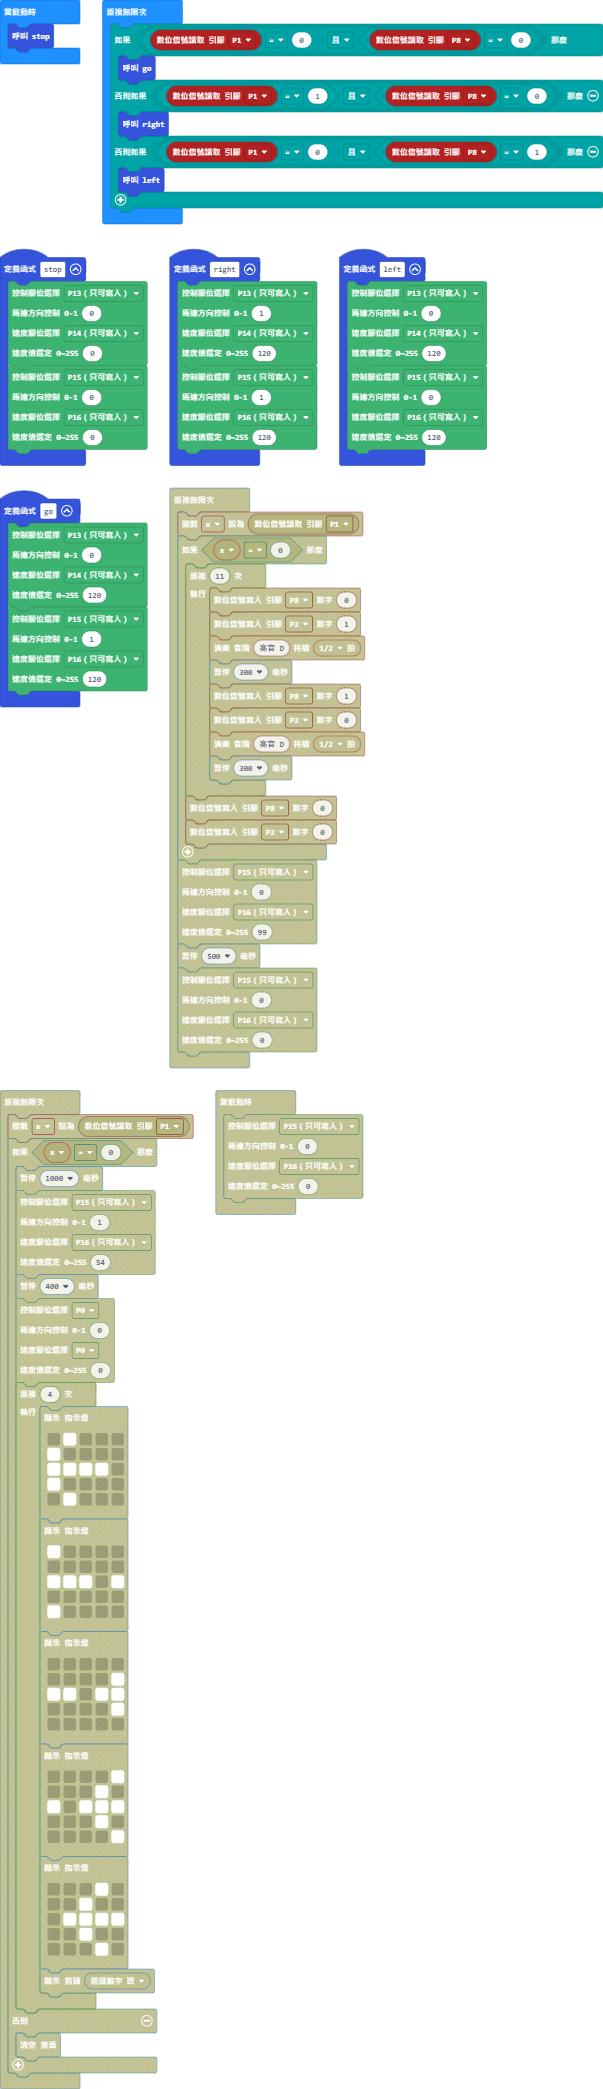 當啟動時
呼叫 stop
重複無限次
如果 數位信號讀取 引腳 P1 = 0 且 數位信號讀取 引腳 P8 = 0 那麼
呼叫 go
否則如果 數位信號讀取 引腳 P1 = 1 且 數位信號讀取 引腳 P8 = 0 那麼
呼叫 right
否則如果 數位信號讀取 引腳 P1 = 0 且 數位信號讀取 引腳 P8 = 1 那麼
呼叫 left
定義函式 stop
控制腳位選擇 P13 (只可寫入)
馬達方向控制 0-1 0
速度腳位選擇 P14 (只可寫入)
速度值選定 0~255 0
控制腳位選擇 P15 (只可寫入)
馬達方向控制 0-1 0
速度腳位選擇 P16 (只可寫入)
速度值選定 0~255 0
定義函式 right
控制腳位選擇 P13 (只可寫入)
馬達方向控制 0-1 1
速度腳位選擇 P14 (只可寫入)
速度值選定 0~255 120
控制腳位選擇 P15 (只可寫入)
馬達方向控制 0-1 1
速度腳位選擇 P16 (只可寫入)
速度值選定 0~255 120
定義函式 left
控制腳位選擇 P13 (只可寫入)
馬達方向控制 0-1 0
速度腳位選擇 P14 (只可寫入)
速度值選定 0~255 120
控制腳位選擇 P15 (只可寫入)
馬達方向控制 0-1 0
速度腳位選擇 P16 (只可寫入)
速度值選定 0~255 120
定義函式 go
控制腳位選擇 P13 (只可寫入)
馬達方向控制 0-1 0
速度腳位選擇 P14 (只可寫入)
速度值選定 0~255 120
控制腳位選擇 P15 (只可寫入)
馬達方向控制 0-1 1
速度腳位選擇 P16 (只可寫入)
速度值選定 0~255 120
重複無限次
變數 x 設為 數位信號讀取 引腳 P1
如果 x = 0 那麼
重複 11 次
執行
數位信號寫入 引腳 P8 數字 0
數位信號寫入 引腳 P2 數字 1
演奏 音階 高音 D 持續 1/2 拍
暫停 300 毫秒
數位信號寫入 引腳 P8 數字 1
數位信號寫入 引腳 P2 數字 0
演奏 音階 高音 D 持續 1/2 拍
暫停 300 毫秒
數位信號寫入 引腳 P8 數字 0
數位信號寫入 引腳 P2 數字 0
控制腳位選擇 P15 (只可寫入)
馬達方向控制 0-1 0
速度腳位選擇 P16 (只可寫入)
速度值選定 0~255 99
暫停 500 毫秒
控制腳位選擇 P15 (只可寫入)
馬達方向控制 0-1 0
速度腳位選擇 P16 (只可寫入)
速度值選定 0~255 0
重複無限次
變數 x 設為 數位信號讀取 引腳 P1
如果 x = 0 那麼
暫停 1000 毫秒
控制腳位選擇 P15 (只可寫入)
馬達方向控制 0-1 1
速度腳位選擇 P16 (只可寫入)
速度值選定 0~255 54
暫停 400 毫秒
控制腳位選擇 P0
馬達方向控制 0-1 0
速度腳位選擇 P0
速度值選定 0~255 0
重複 4 次
執行
顯示 指示燈
顯示 指示燈
顯示 指示燈
顯示 指示燈
顯示 指示燈
顯示 箭頭 箭頭數字 西
否則
清空 畫面
當啟動時
控制腳位選擇 P15 (只可寫入)
馬達方向控制 0-1 0
速度腳位選擇 P16 (只可寫入)
速度值選定 0~255 0